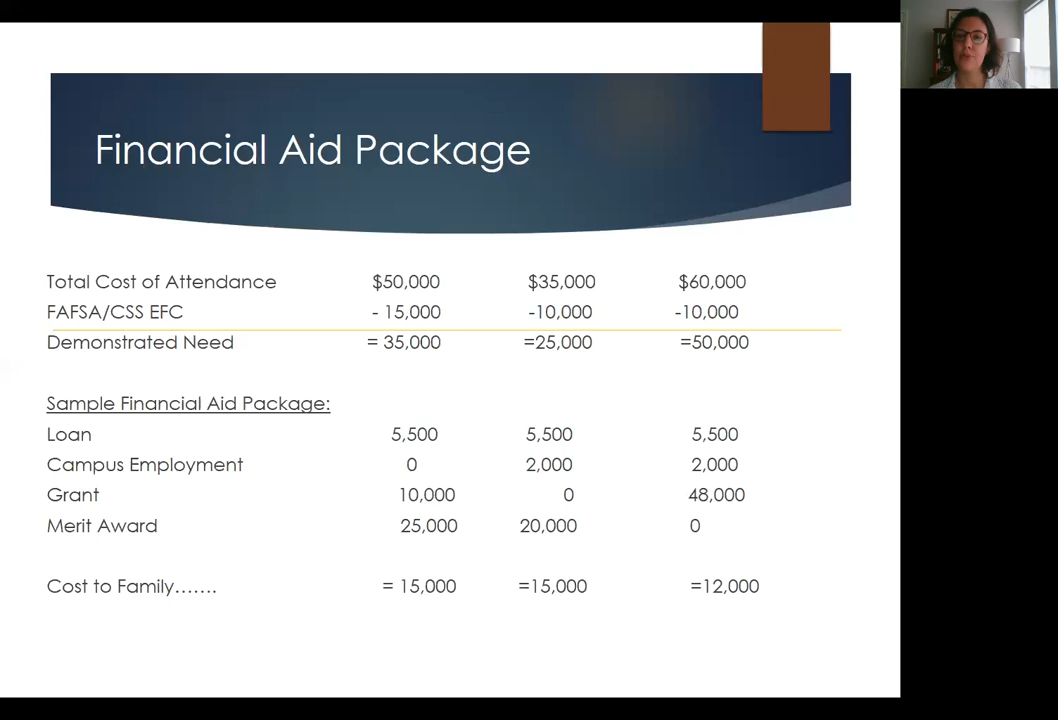 Financial Aid Package
Total Cost of Attendance $50,000 $35,000 $60,000
FAFSA/CSS EFC - 15,000 -10,000 -10,000
Demonstrated Need = 35,000 =25,000 =50,000
Sample Financial Aid Package:
Loan 5,500 5,500 5,500
Campus Employment 0 2,000 2,000
Grant 10,000 0 48,000
Merit Award 25,000 20,000 0
Cost to Family……. = 15,000 =15,000 =12,000